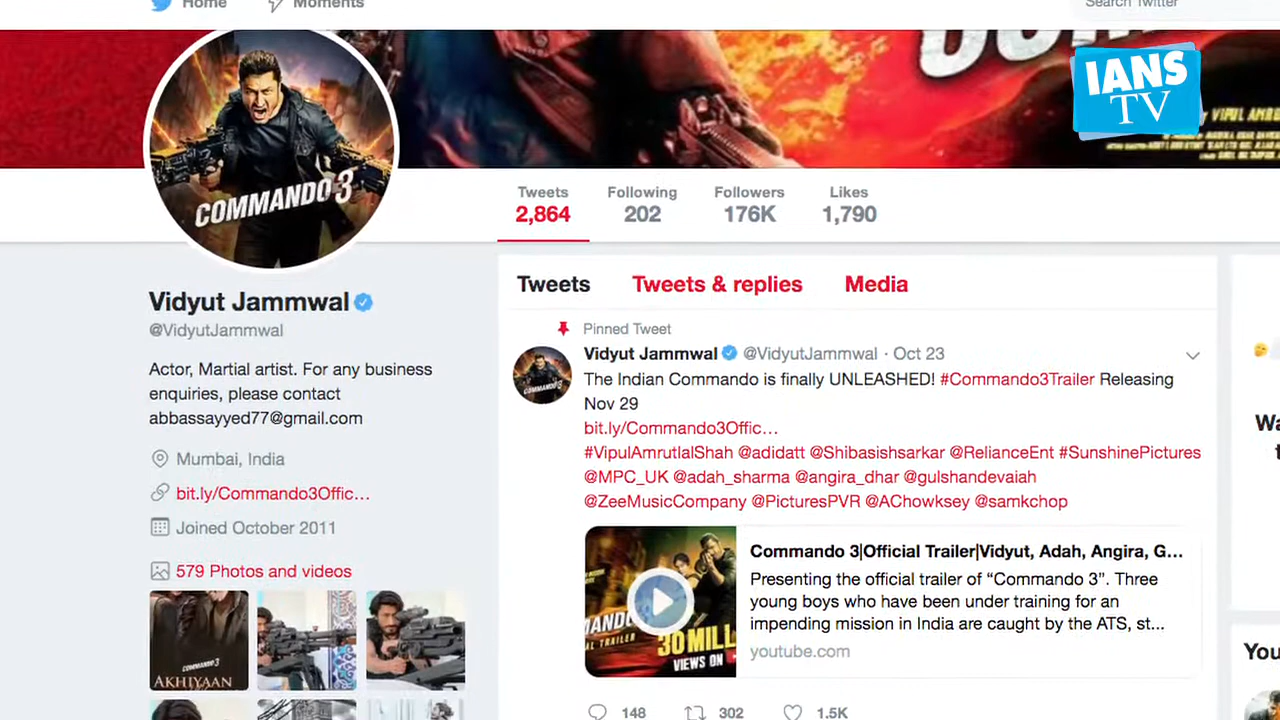 Home
Moments
Search Twitter
IANS
TV
COMMANDO 3
Tweets
Following
Followers
Likes
2,864
202
176K
1,790
Tweets
Tweets & replies
Media
Vidyut Jammwal
@VidyutJammwal
Actor, Martial artist. For any business
enquiries, please contact
abbassayyed77@gmail.com
Mumbai, India
bit.ly/Commando3Offic…
Joined October 2011
579 Photos and videos
COMMANDO 3
AKHIYAAN
Pinned Tweet
Vidyut Jammwal @VidyutJammwal · Oct 23
The Indian Commando is finally UNLEASHED! #Commando3Trailer Releasing
Nov 29
bit.ly/Commando3Offic…
#VipulAmrutlalShah @adidatt @Shibasishsarkar @RelianceEnt #SunshinePictures
@MPC_UK @adah_sharma @angira_dhar @gulshandevaiah
@ZeeMusicCompany @PicturesPVR @AChowksey @samkchop
30 MILL
VIEWS ON
Commando 3|Official Trailer|Vidyut, Adah, Angira, G...
Presenting the official trailer of “Commando 3”. Three
young boys who have been under training for an
impending mission in India are caught by the ATS, st...
youtube.com
148
302
1.5K
You